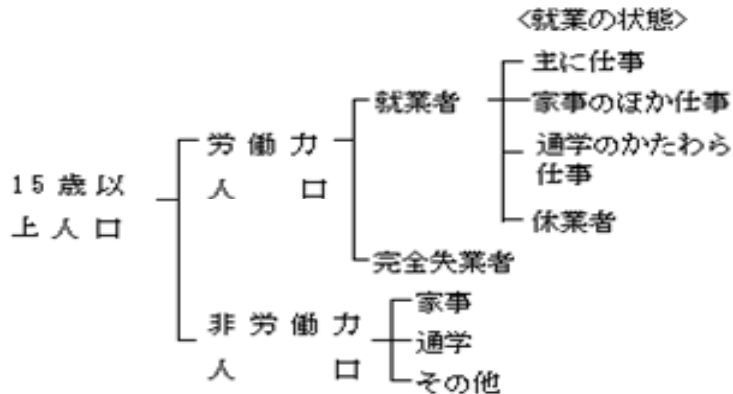 <就業の状態>
主に仕事
就業者
家事のほか仕事
労働力
人口
通学のかたわら
仕事
15歳以
上人口
休業者
完全失業者
家事
非労働力
人口
通学
その他